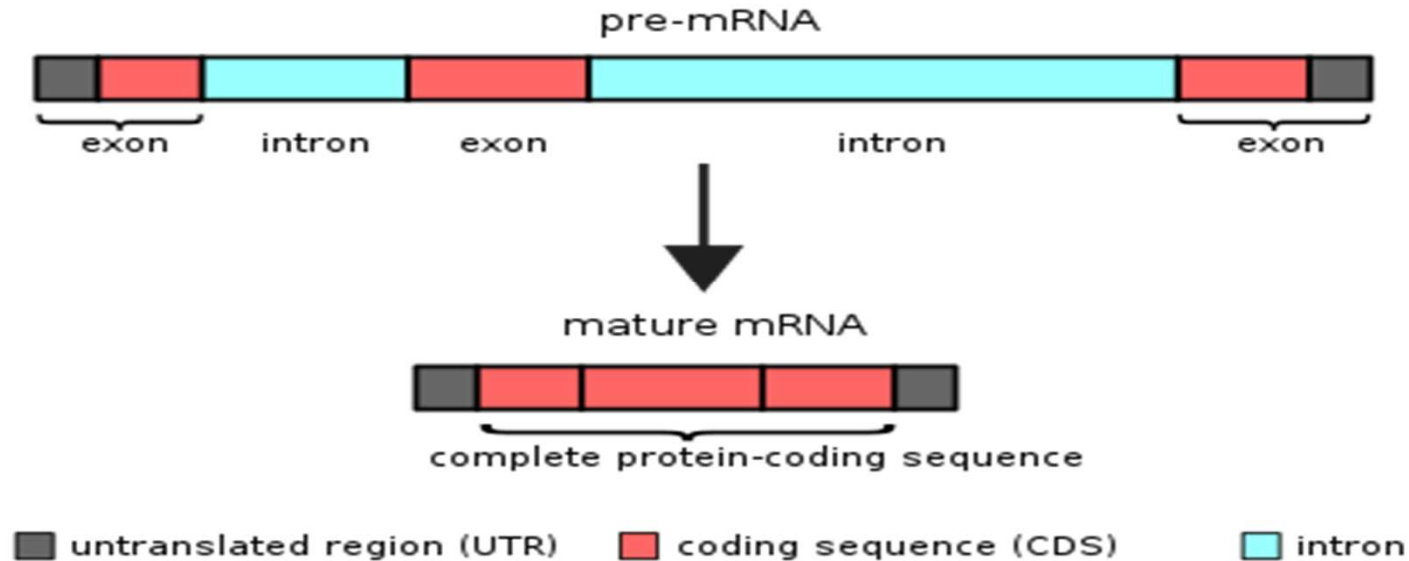 pre-mRNA
exon intron exon intron exon
mature mRNA
complete protein-coding sequence
untranslated region (UTR) coding sequence (CDS) intron